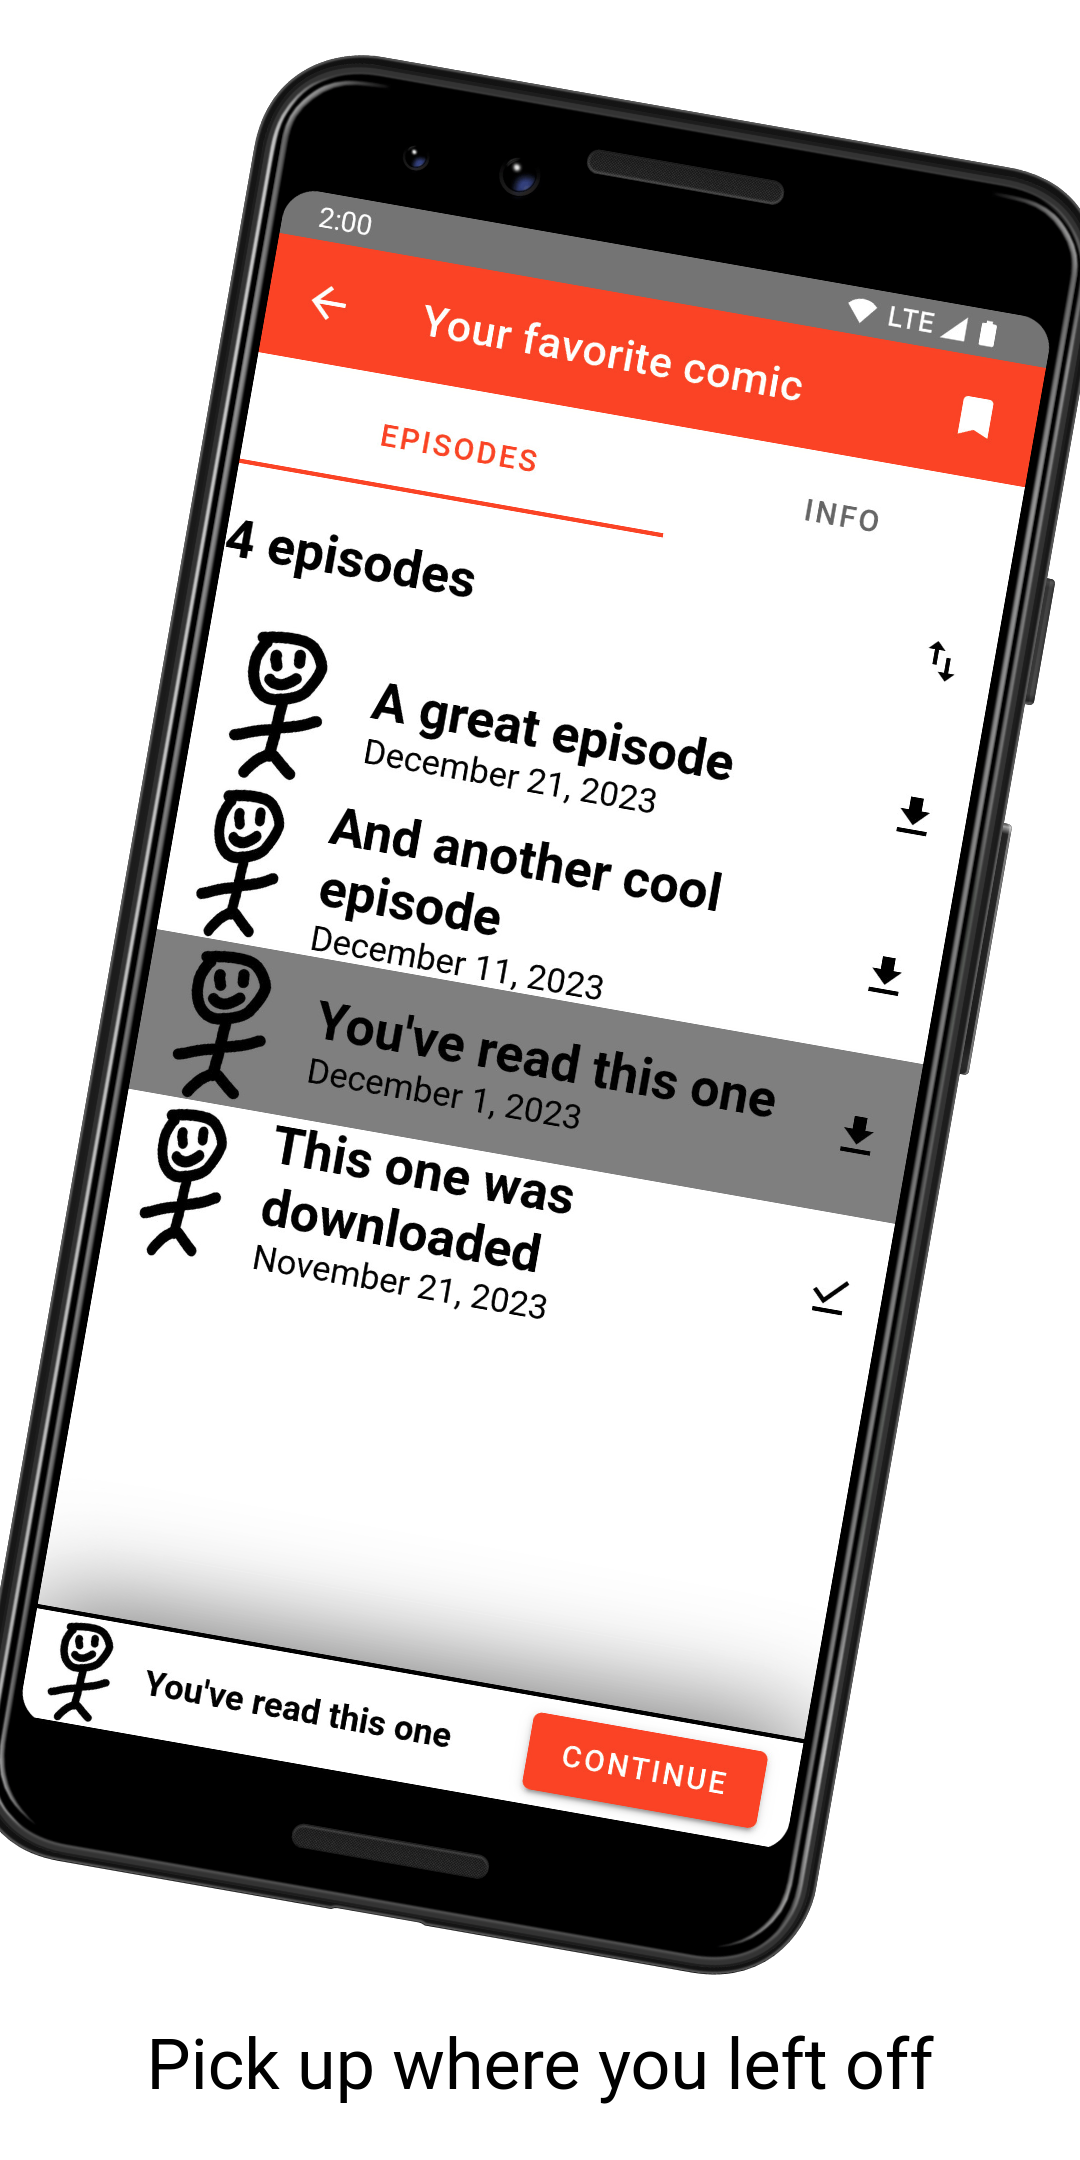 2:00
LTE
Your favorite comic
EPISODES
INFO
4 episodes
A great episode
December 21, 2023
And another cool
episode
December 11, 2023
You've read this one
December 1, 2023
This one was
downloaded
November 21, 2023
You've read this one
CONTINUE
Pick up where you left off